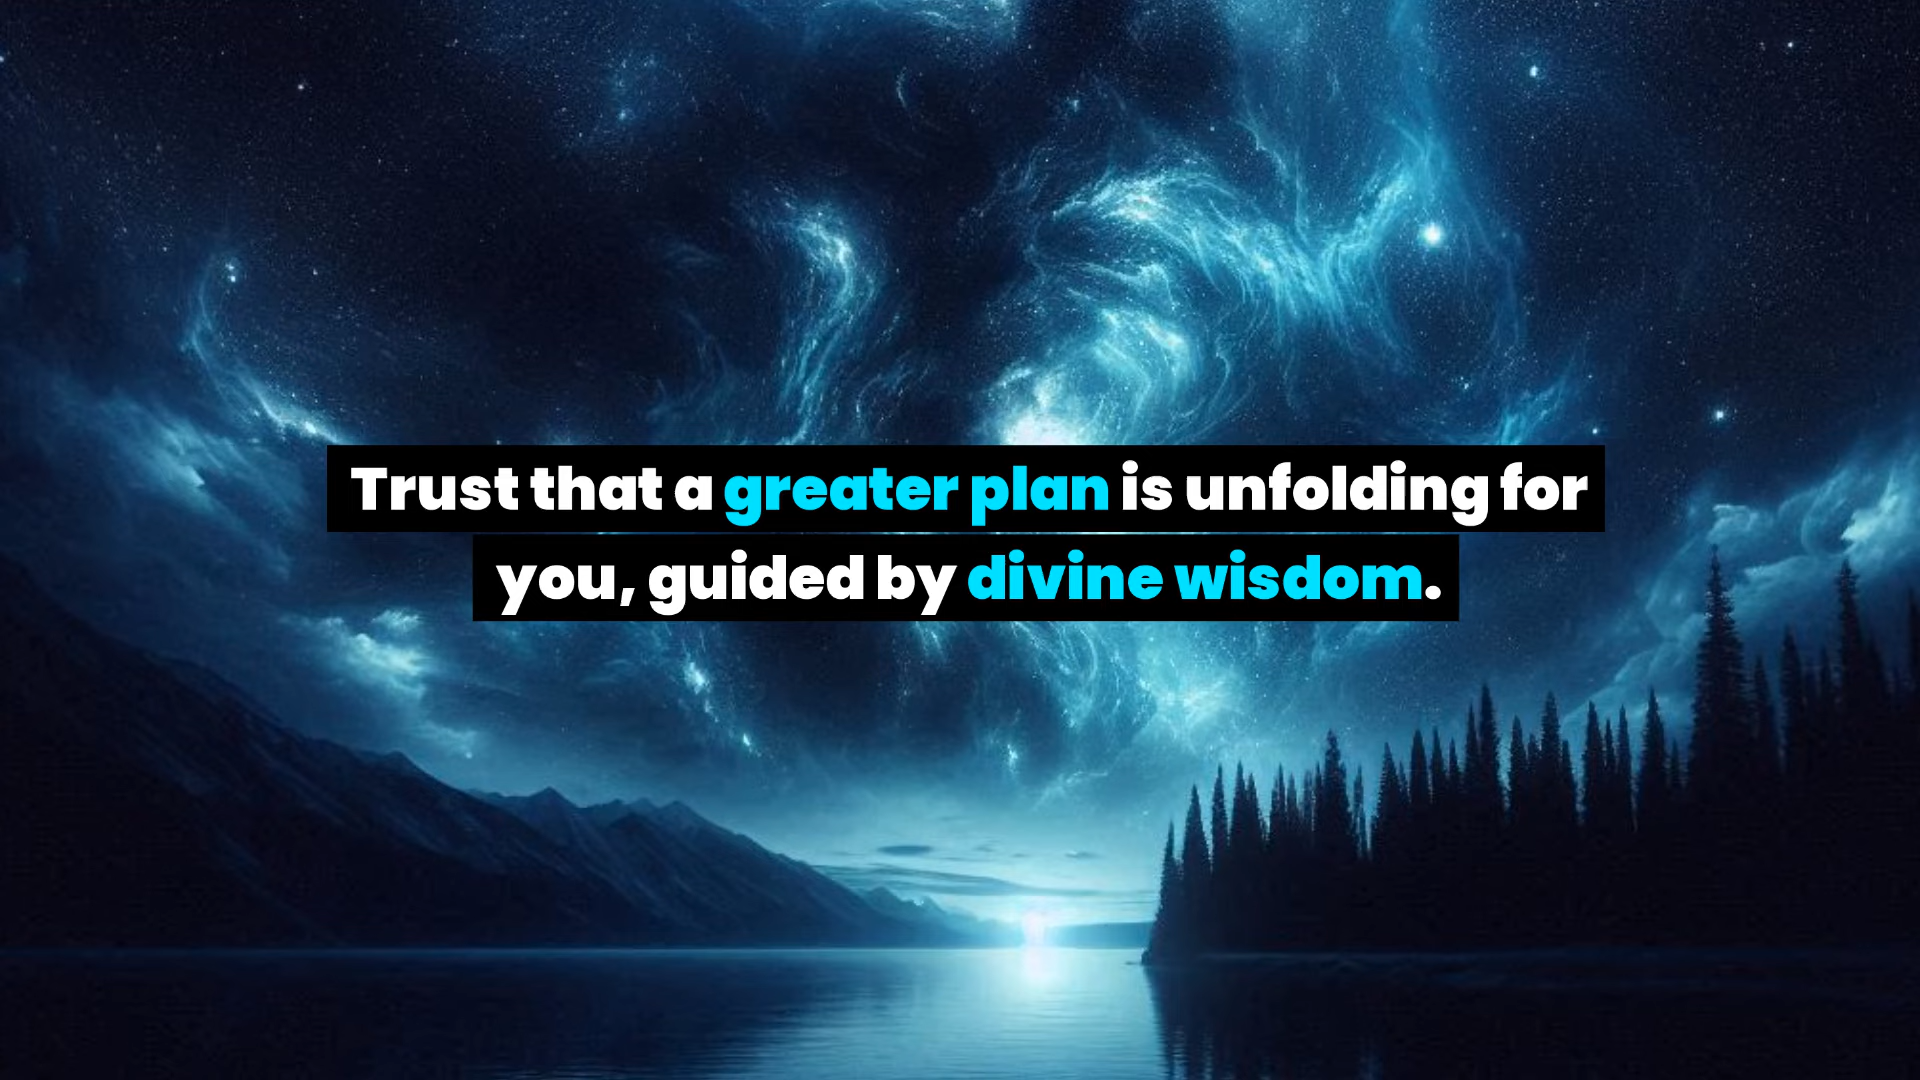 Trust that a greater plan is unfolding for
you, guided by divine wisdom.